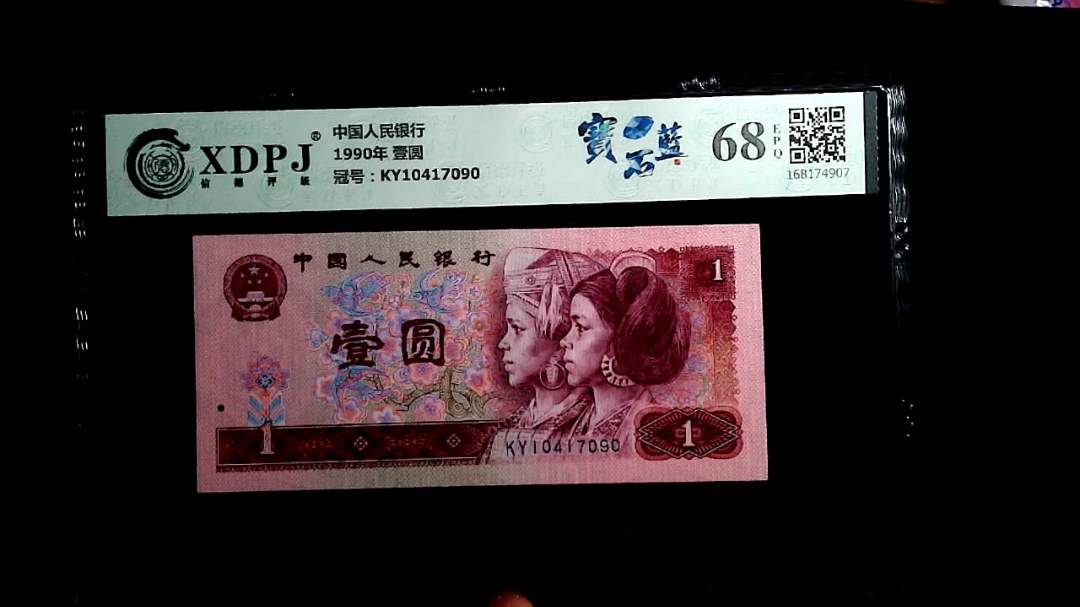 XDPJ®
信德评级
中国人民银行
1990年 壹圆
冠号：KY10417090
寶石蓝
68
EPQ
168174907
中国人民银行
1
壹圆
1
KY10417090
1